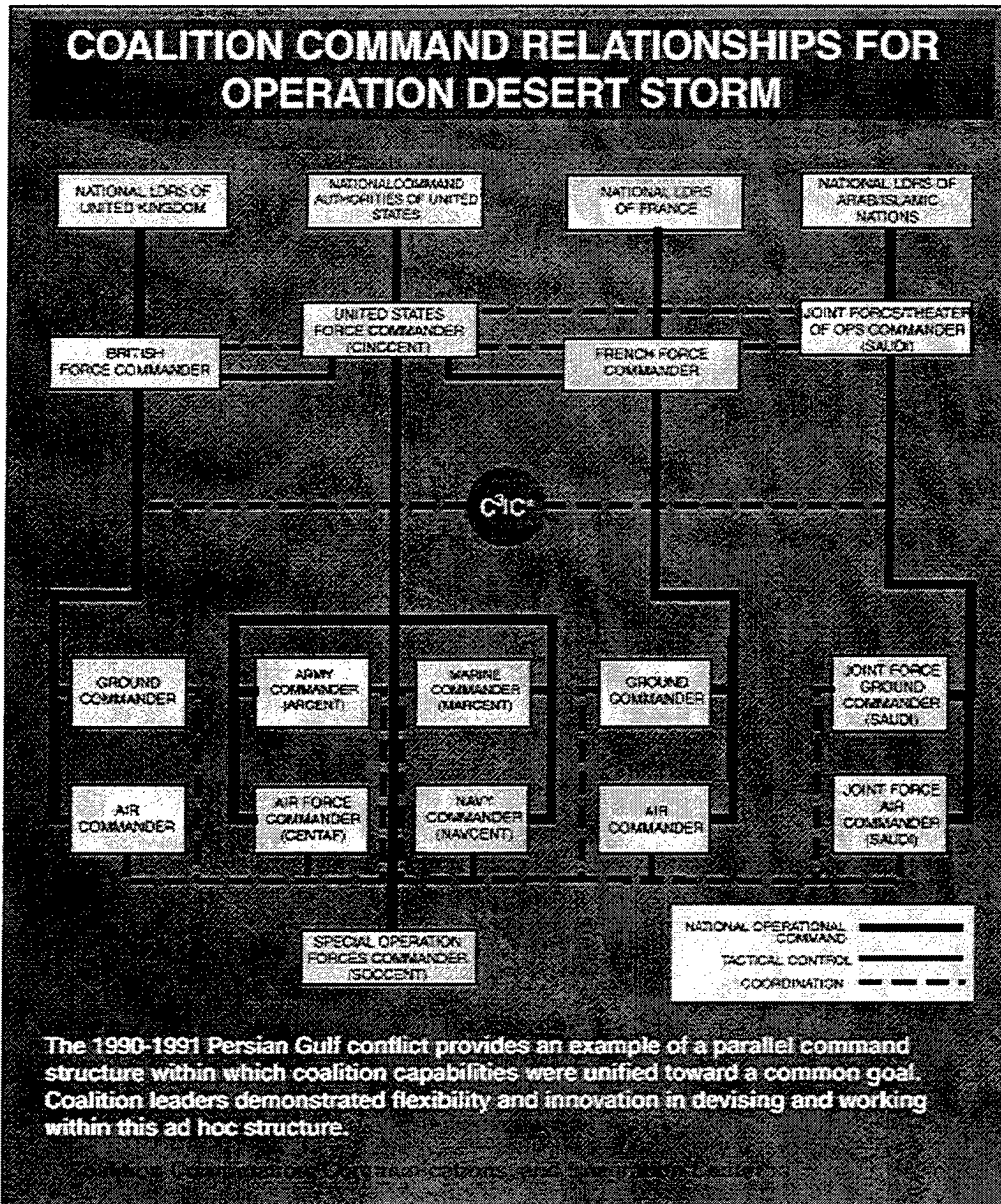 COALITION COMMAND RELATIONSHIPS FOR
OPERATION DESERT STORM
NATIONAL LDRS OF
UNITED KINGDOM
NATIONAL COMMAND
AUTHORITIES OF UNITED
STATES
NATIONAL LDRS
OF FRANCE
NATIONAL LDRS OF
ARAB/ISLAMIC
NATIONS
UNITED STATES
FORCE COMMANDER
(CINCCENT)
JOINT FORCE/THEATER
OF OPS COMMANDER
(SAUDI)
BRITISH
FORCE COMMANDER
FRENCH FORCE
COMMANDER
C³IC*
GROUND
COMMANDER
ARMY
COMMANDER
(ARCENT)
MARINE
COMMANDER
(MARCENT)
GROUND
COMMANDER
JOINT FORCE
GROUND
COMMANDER
(SAUDI)
AIR
COMMANDER
AIR FORCE
COMMANDER
(CENTAF)
NAVY
COMMANDER
(NAVCENT)
AIR
COMMANDER
JOINT FORCE
AIR
COMMANDER
(SAUDI)
SPECIAL OPERATION
FORCES COMMANDER
(SOCCENT)
NATIONAL OPERATIONAL
COMMAND
TACTICAL CONTROL
COORDINATION
The 1990-1991 Persian Gulf conflict provides an example of a parallel command
structure within which coalition capabilities were unified toward a common goal.
Coalition leaders demonstrated flexibility and innovation in devising and working
within this ad hoc structure.
Communications, and Integration Center